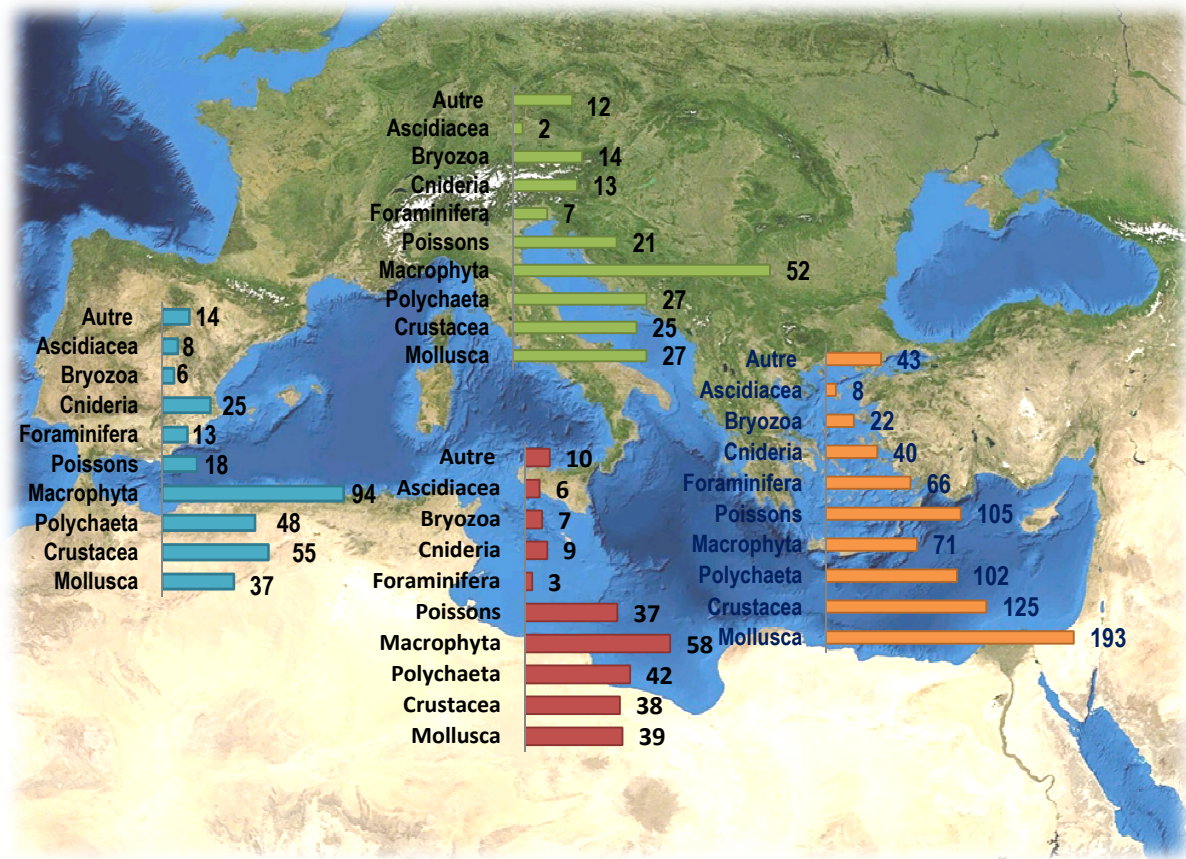 Autre 12
Ascidiacea 2
Bryozoa 14
Cnideria 13
Foraminifera 7
Poissons 21
Macrophyta 52
Polychaeta 27
Crustacea 25
Mollusca 27
Autre 14
Ascidiacea 8
Bryozoa 6
Cnideria 25
Foraminifera 13
Poissons 18
Macrophyta 94
Polychaeta 48
Crustacea 55
Mollusca 37
Autre 10
Ascidiacea 6
Bryozoa 7
Cnideria 9
Foraminifera 3
Poissons 37
Macrophyta 58
Polychaeta 42
Crustacea 38
Mollusca 39
Autre 43
Ascidiacea 8
Bryozoa 22
Cnideria 40
Foraminifera 66
Poissons 105
Macrophyta 71
Polychaeta 102
Crustacea 125
Mollusca 193